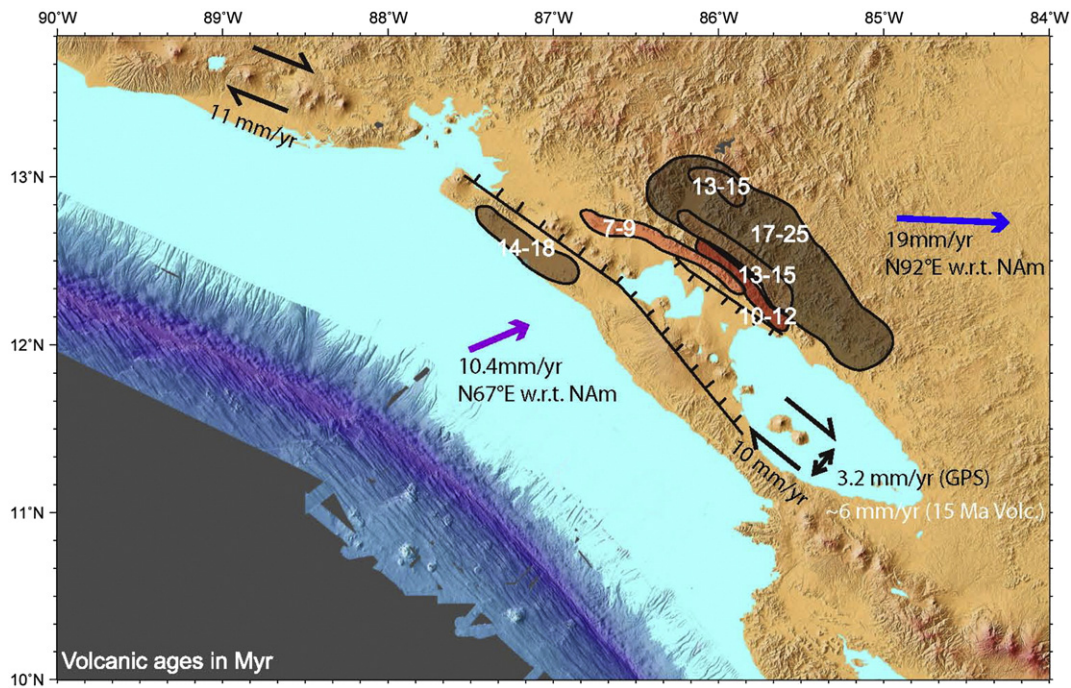 90°W 89°W 88°W 87°W 86°W 85°W 84°W
11 mm/yr
13°N
13-15
7-9
17-25
19mm/yr
N92°E w.r.t. NAm
14-18
13-15
10-12
12°N
10.4mm/yr
N67°E w.r.t. NAm
10 mm/yr
3.2 mm/yr (GPS)
~6 mm/yr (15 Ma Volc.)
11°N
Volcanic ages in Myr
10°N